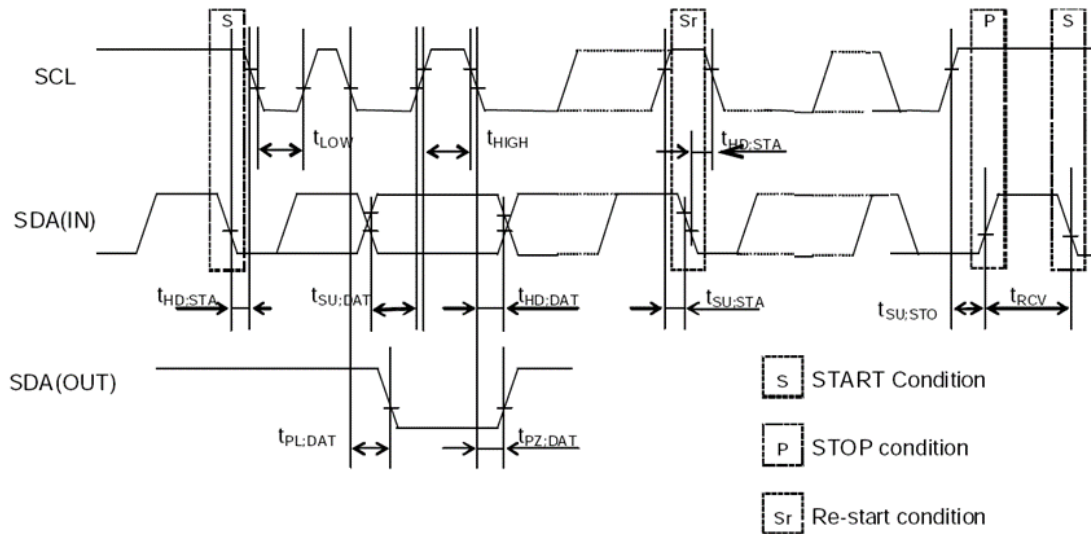 S Sr P S
SCL
tLOW tHIGH tHD;STA
SDA(IN)
tHD;STA tSU;DAT tHD;DAT tSU;STA tSU;STO tRCV
SDA(OUT)
tPL;DAT tPZ;DAT
S START Condition
P STOP condition
Sr Re-start condition